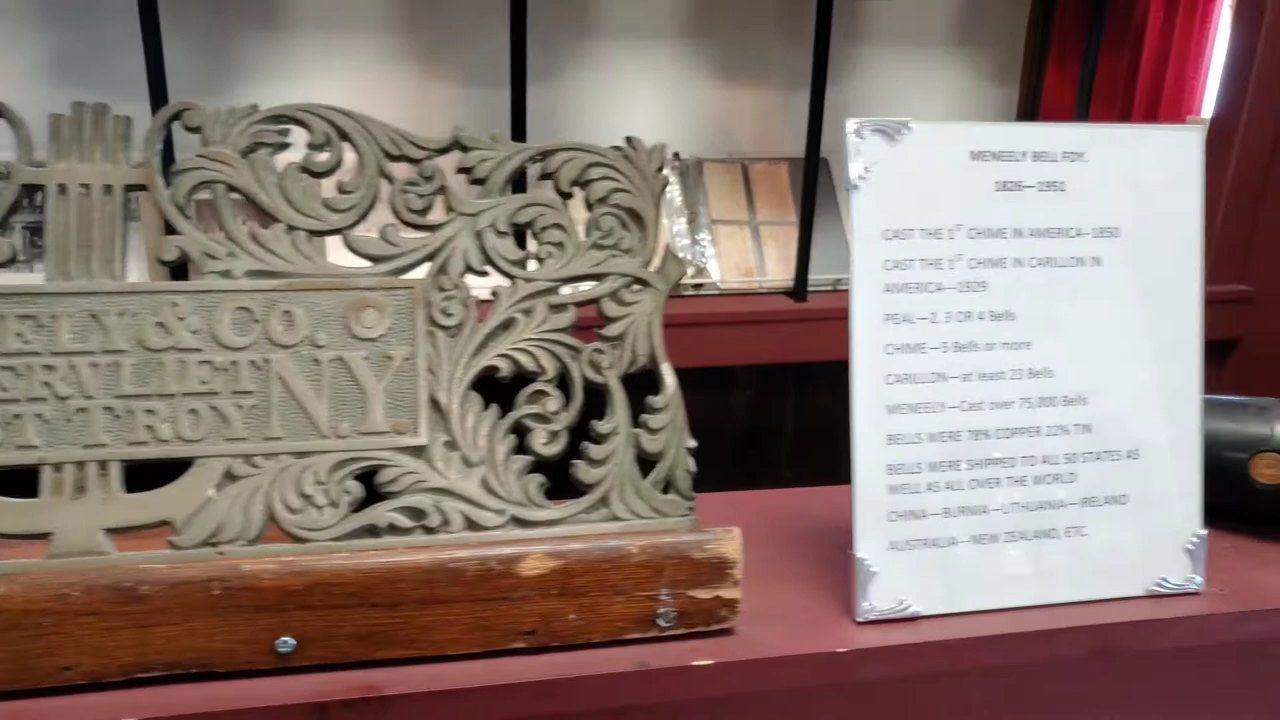 ELY & CO.
ERVLIET
T TROY N.Y.
MENEELY BELL FDY.
1826—1950
CAST THE 1ST CHIME IN AMERICA—1850
CAST THE 1ST CHIME IN CARILLON IN
AMERICA—1929
PEAL—2, 3 OR 4 Bells
CHIME—5 Bells or more
CARILLON—at least 23 Bells
MENEELY—Cast over 75,000 Bells
BELLS WERE 78% COPPER 22% TIN
BELLS WERE SHIPPED TO ALL 50 STATES AS
WELL AS ALL OVER THE WORLD
CHINA—BURMA—LITHUANIA—IRELAND
AUSTRALIA—NEW ZEALAND, ETC.